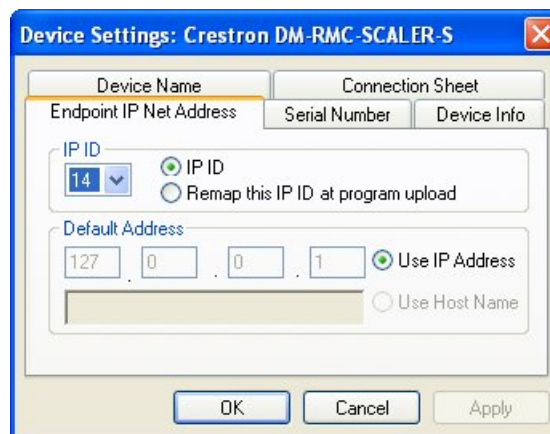 Device Settings: Crestron DM-RMC-SCALER-S
Device Name Connection Sheet
Endpoint IP Net Address Serial Number Device Info
IP ID
14 IP ID
Remap this IP ID at program upload
Default Address
127 . 0 . 0 . 1 Use IP Address
Use Host Name
OK Cancel Apply